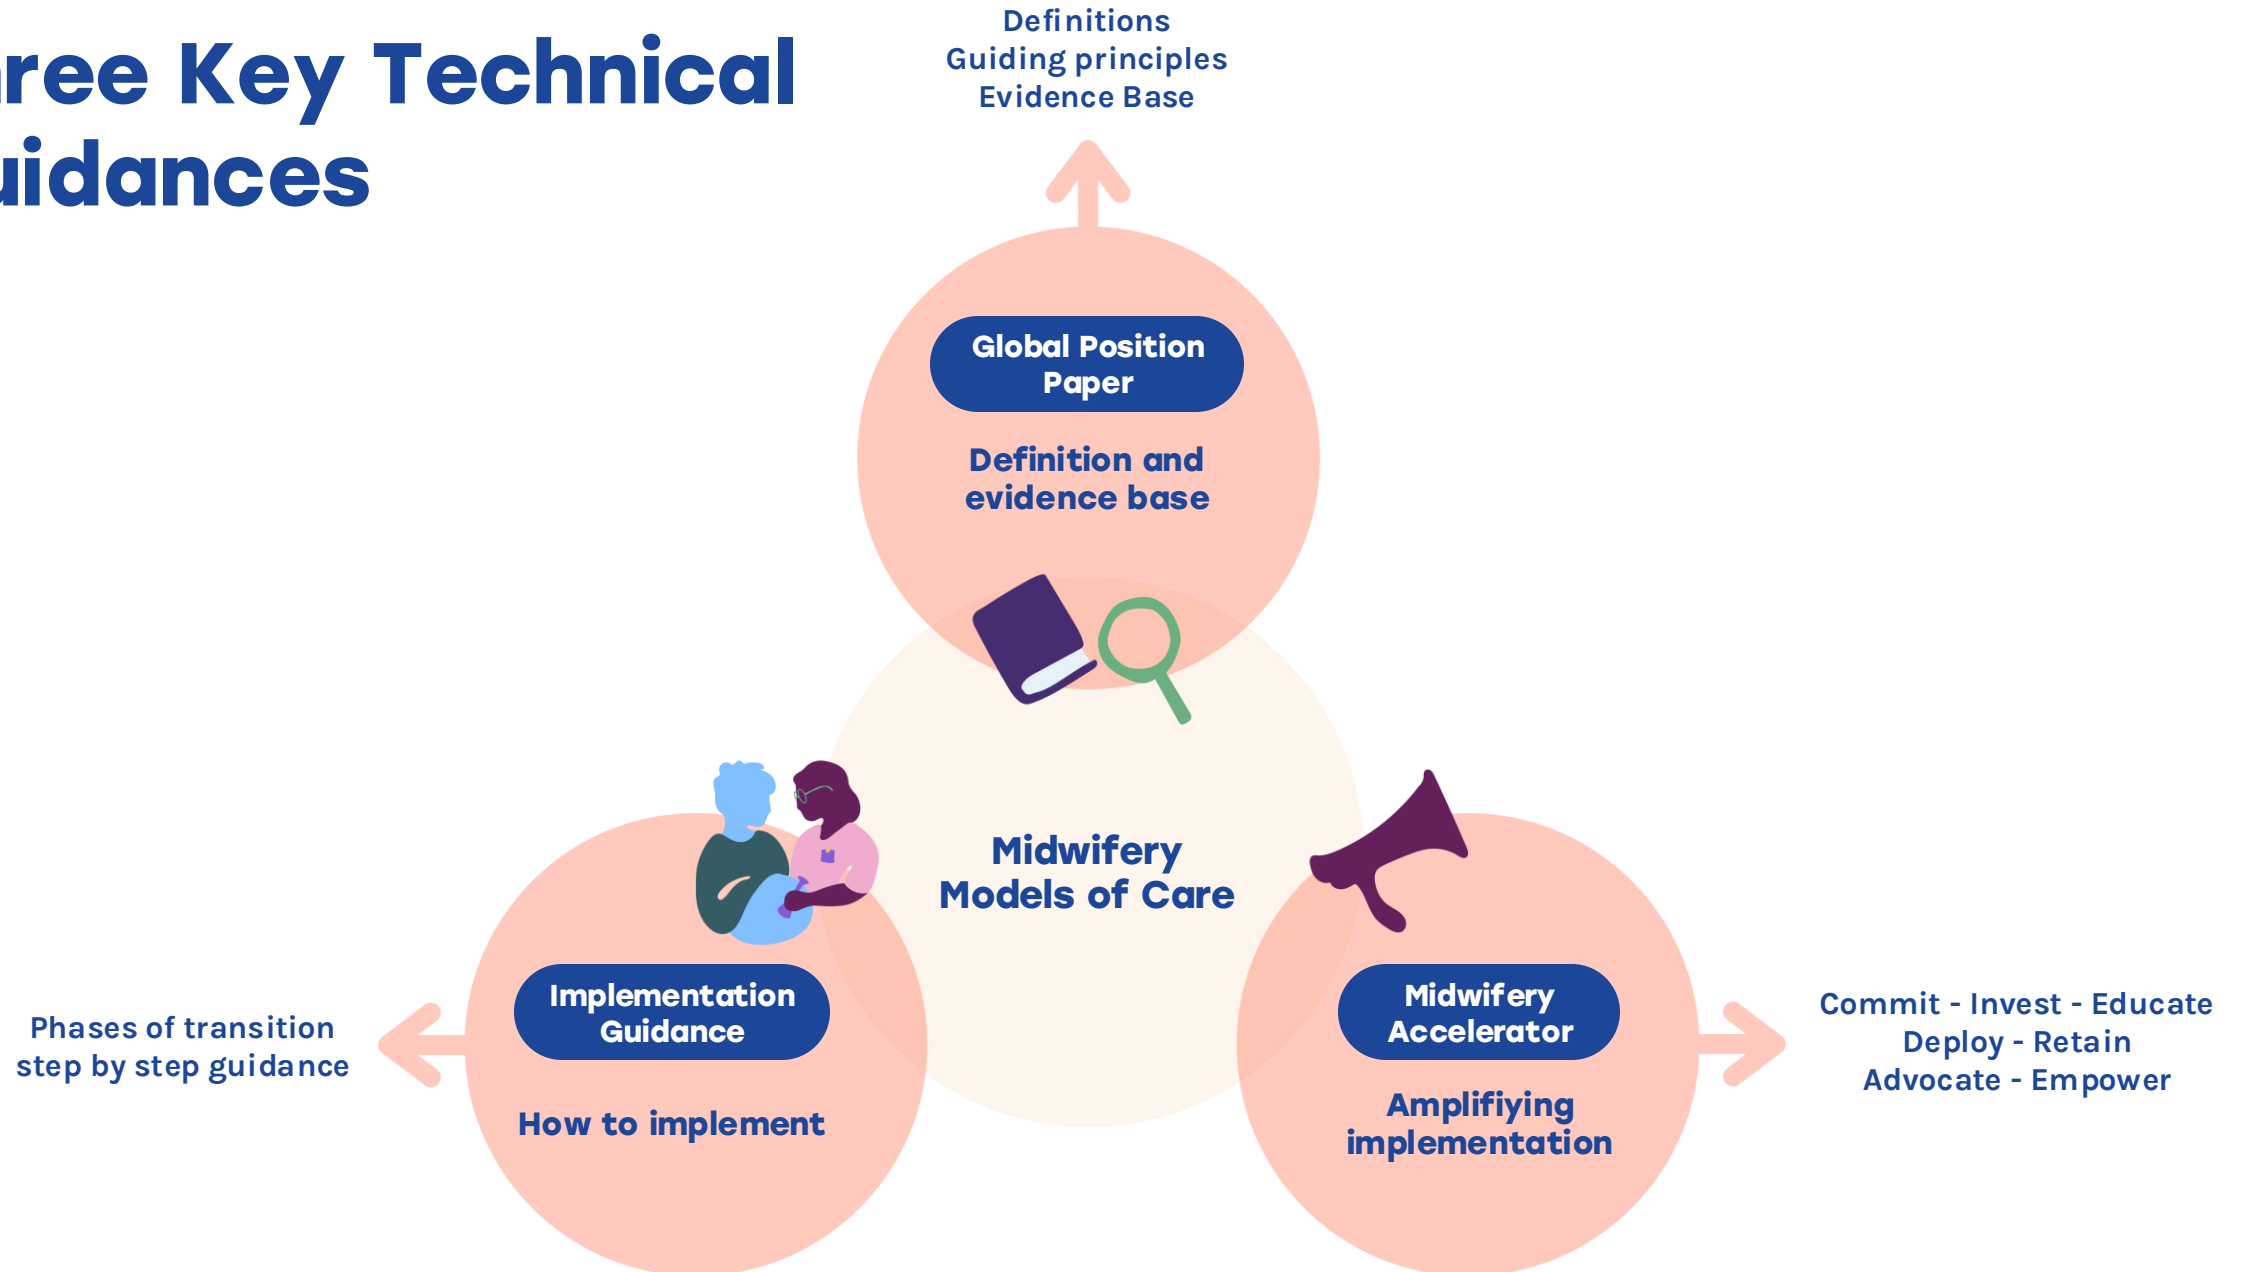 ree Key Technical
uidances
Definitions
Guiding principles
Evidence Base
Global Position
Paper
Definition and
evidence base
Midwifery
Models of Care
Implementation
Guidance
How to implement
Phases of transition
step by step guidance
Midwifery
Accelerator
Amplifiying
implementation
Commit - Invest - Educate
Deploy - Retain
Advocate - Empower